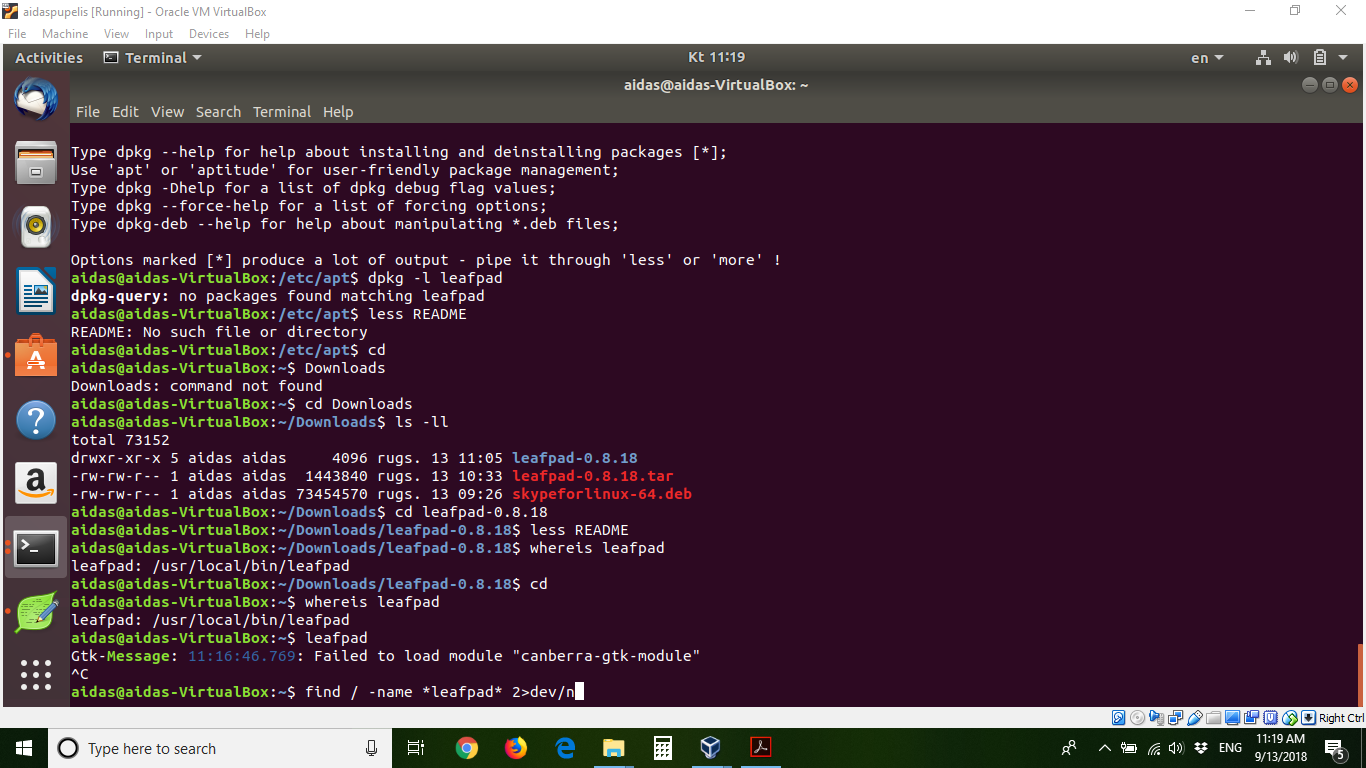 aidaspupelis [Running] - Oracle VM VirtualBox
File Machine View Input Devices Help
Activities Terminal Kt 11:19 en
aidas@aidas-VirtualBox: ~
File Edit View Search Terminal Help
Type dpkg --help for help about installing and deinstalling packages [*];
Use 'apt' or 'aptitude' for user-friendly package management;
Type dpkg -Dhelp for a list of dpkg debug flag values;
Type dpkg --force-help for a list of forcing options;
Type dpkg-deb --help for help about manipulating *.deb files;
Options marked [*] produce a lot of output - pipe it through 'less' or 'more' !
aidas@aidas-VirtualBox:/etc/apt$ dpkg -l leafpad
dpkg-query: no packages found matching leafpad
aidas@aidas-VirtualBox:/etc/apt$ less README
README: No such file or directory
aidas@aidas-VirtualBox:/etc/apt$ cd
aidas@aidas-VirtualBox:~$ Downloads
Downloads: command not found
aidas@aidas-VirtualBox:~$ cd Downloads
aidas@aidas-VirtualBox:~/Downloads$ ls -ll
total 73152
drwxr-xr-x 5 aidas aidas     4096 rugs. 13 11:05 leafpad-0.8.18
-rw-rw-r-- 1 aidas aidas  1443840 rugs. 13 10:33 leafpad-0.8.18.tar
-rw-rw-r-- 1 aidas aidas 73454570 rugs. 13 09:26 skypeforlinux-64.deb
aidas@aidas-VirtualBox:~/Downloads$ cd leafpad-0.8.18
aidas@aidas-VirtualBox:~/Downloads/leafpad-0.8.18$ less README
aidas@aidas-VirtualBox:~/Downloads/leafpad-0.8.18$ whereis leafpad
leafpad: /usr/local/bin/leafpad
aidas@aidas-VirtualBox:~/Downloads/leafpad-0.8.18$ cd
aidas@aidas-VirtualBox:~$ whereis leafpad
leafpad: /usr/local/bin/leafpad
aidas@aidas-VirtualBox:~$ leafpad
Gtk-Message: 11:16:46.769: Failed to load module "canberra-gtk-module"
^C
aidas@aidas-VirtualBox:~$ find / -name *leafpad* 2>dev/n
Right Ctrl
Type here to search
ENG
11:19 AM
9/13/2018
5